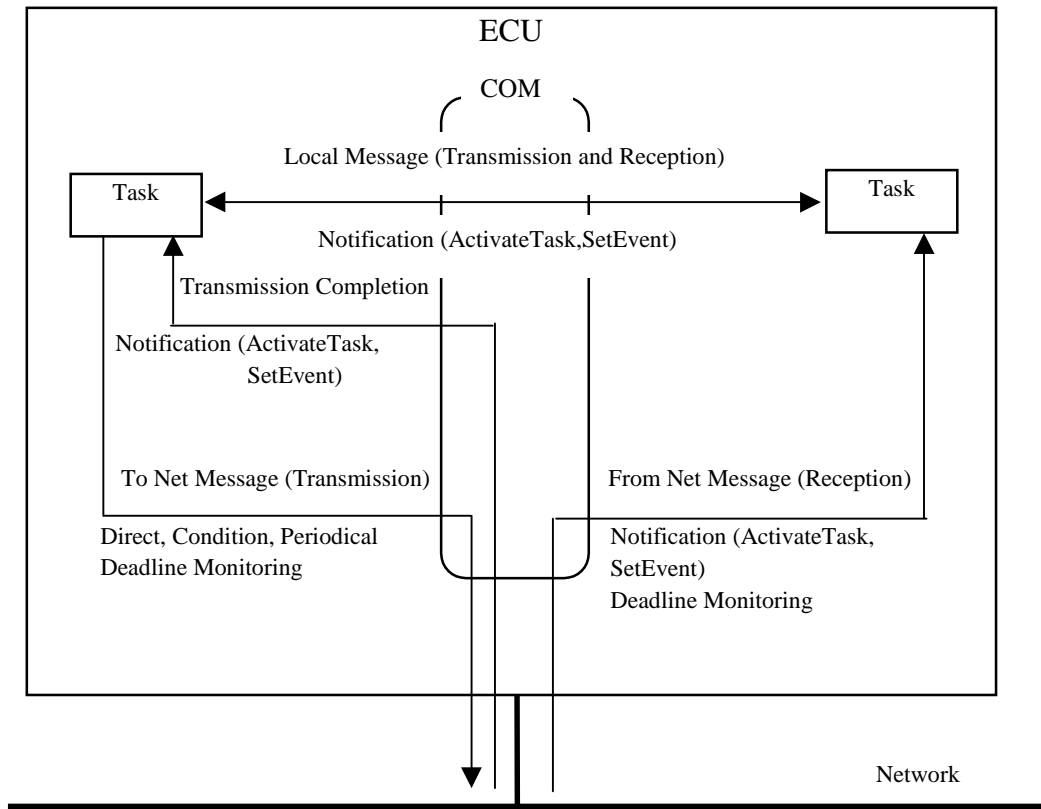 ECU
COM
Local Message (Transmission and Reception)
Task
Task
Notification (ActivateTask,SetEvent)
Transmission Completion
Notification (ActivateTask,
SetEvent)
To Net Message (Transmission)
Direct, Condition, Periodical
Deadline Monitoring
From Net Message (Reception)
Notification (ActivateTask,
SetEvent)
Deadline Monitoring
Network